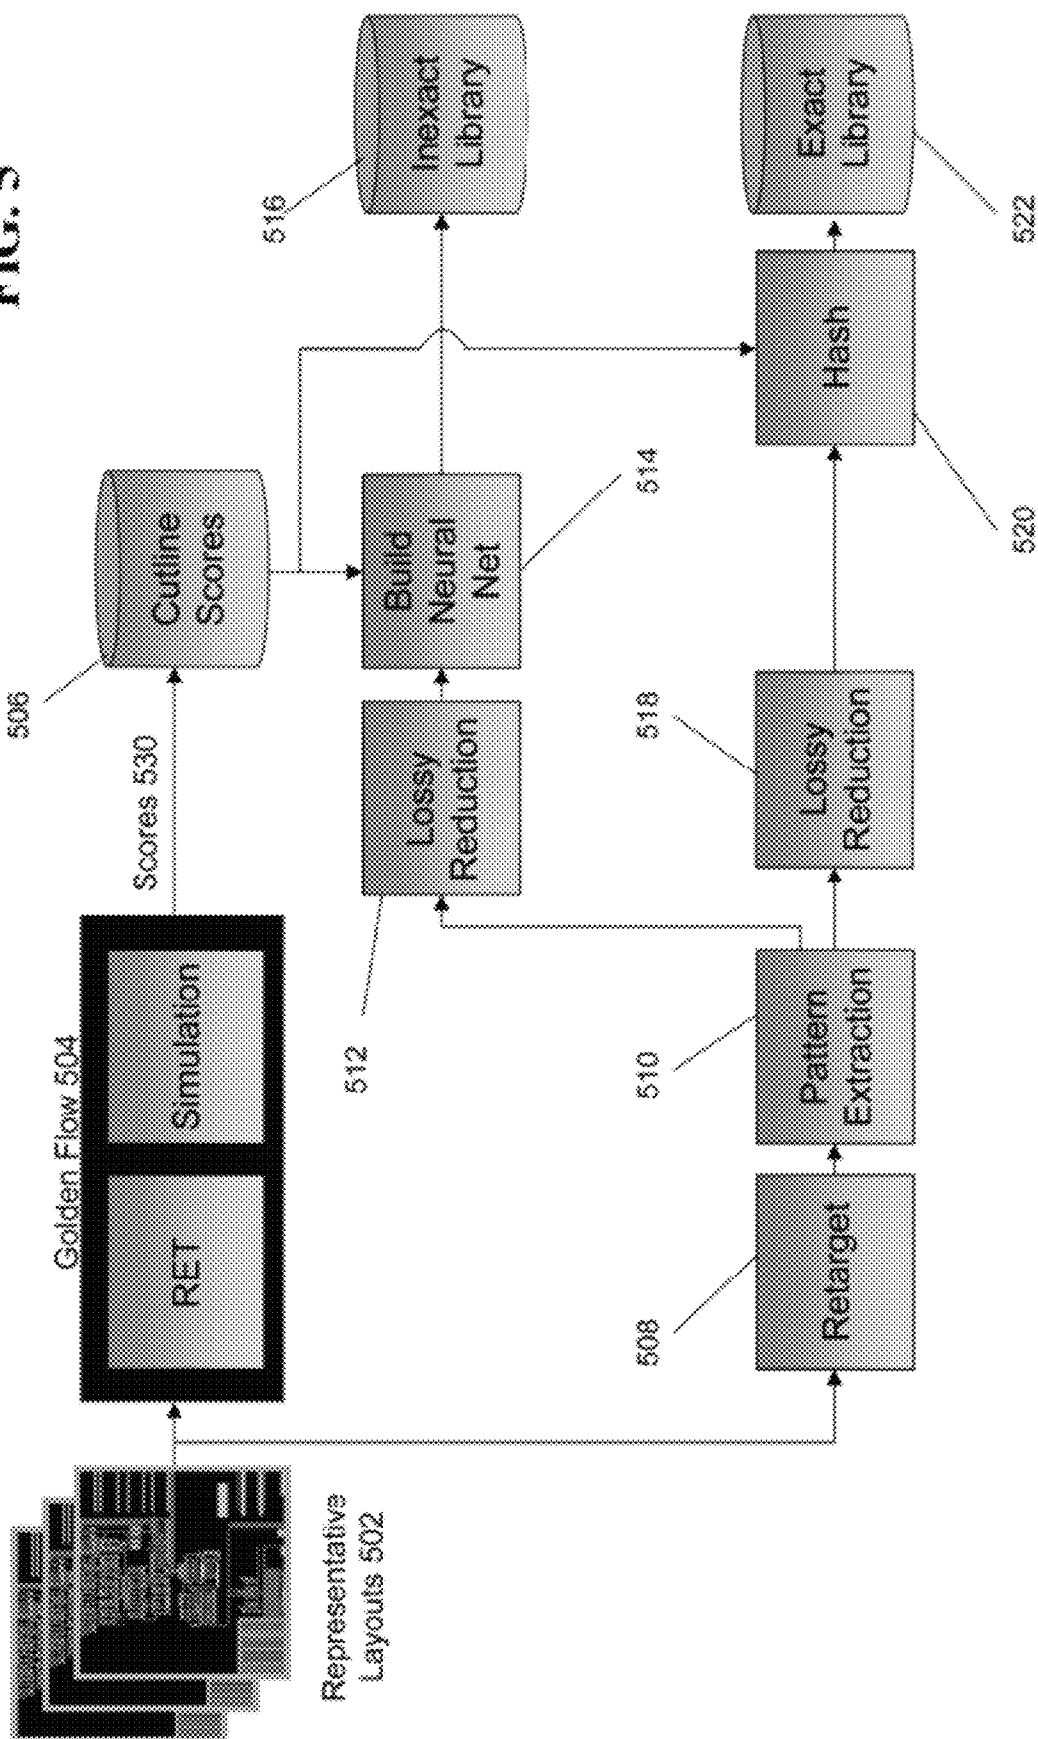 FIG. 5
Golden Flow 504
RET
Simulation
Scores 530
506
Cutline
Scores
516
Inexact
Library
Representative
Layouts 502
512
Lossy
Reduction
Build
Neural
Net
514
508
Retarget
510
Pattern
Extraction
518
Lossy
Reduction
Hash
520
Exact
Library
522